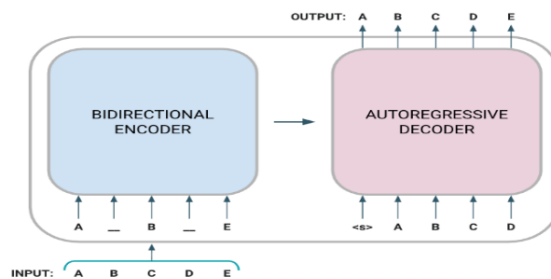 OUTPUT: A B C D E
BIDIRECTIONAL
ENCODER
AUTOREGRESSIVE
DECODER
A _ B _ E
<s> A B C D
INPUT: A B C D E